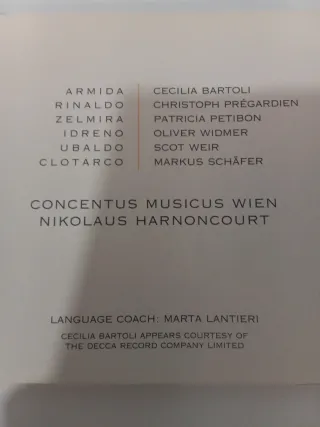 ARMIDA CECILIA BARTOLI
RINALDO CHRISTOPH PRÉGARDIEN
ZELMIRA PATRICIA PETIBON
IDRENO OLIVER WIDMER
UBALDO SCOT WEIR
CLOTARCO MARKUS SCHÄFER
CONCENTUS MUSICUS WIEN
NIKOLAUS HARNONCOURT
LANGUAGE COACH: MARTA LANTIERI
CECILIA BARTOLI APPEARS COURTESY OF
THE DECCA RECORD COMPANY LIMITED